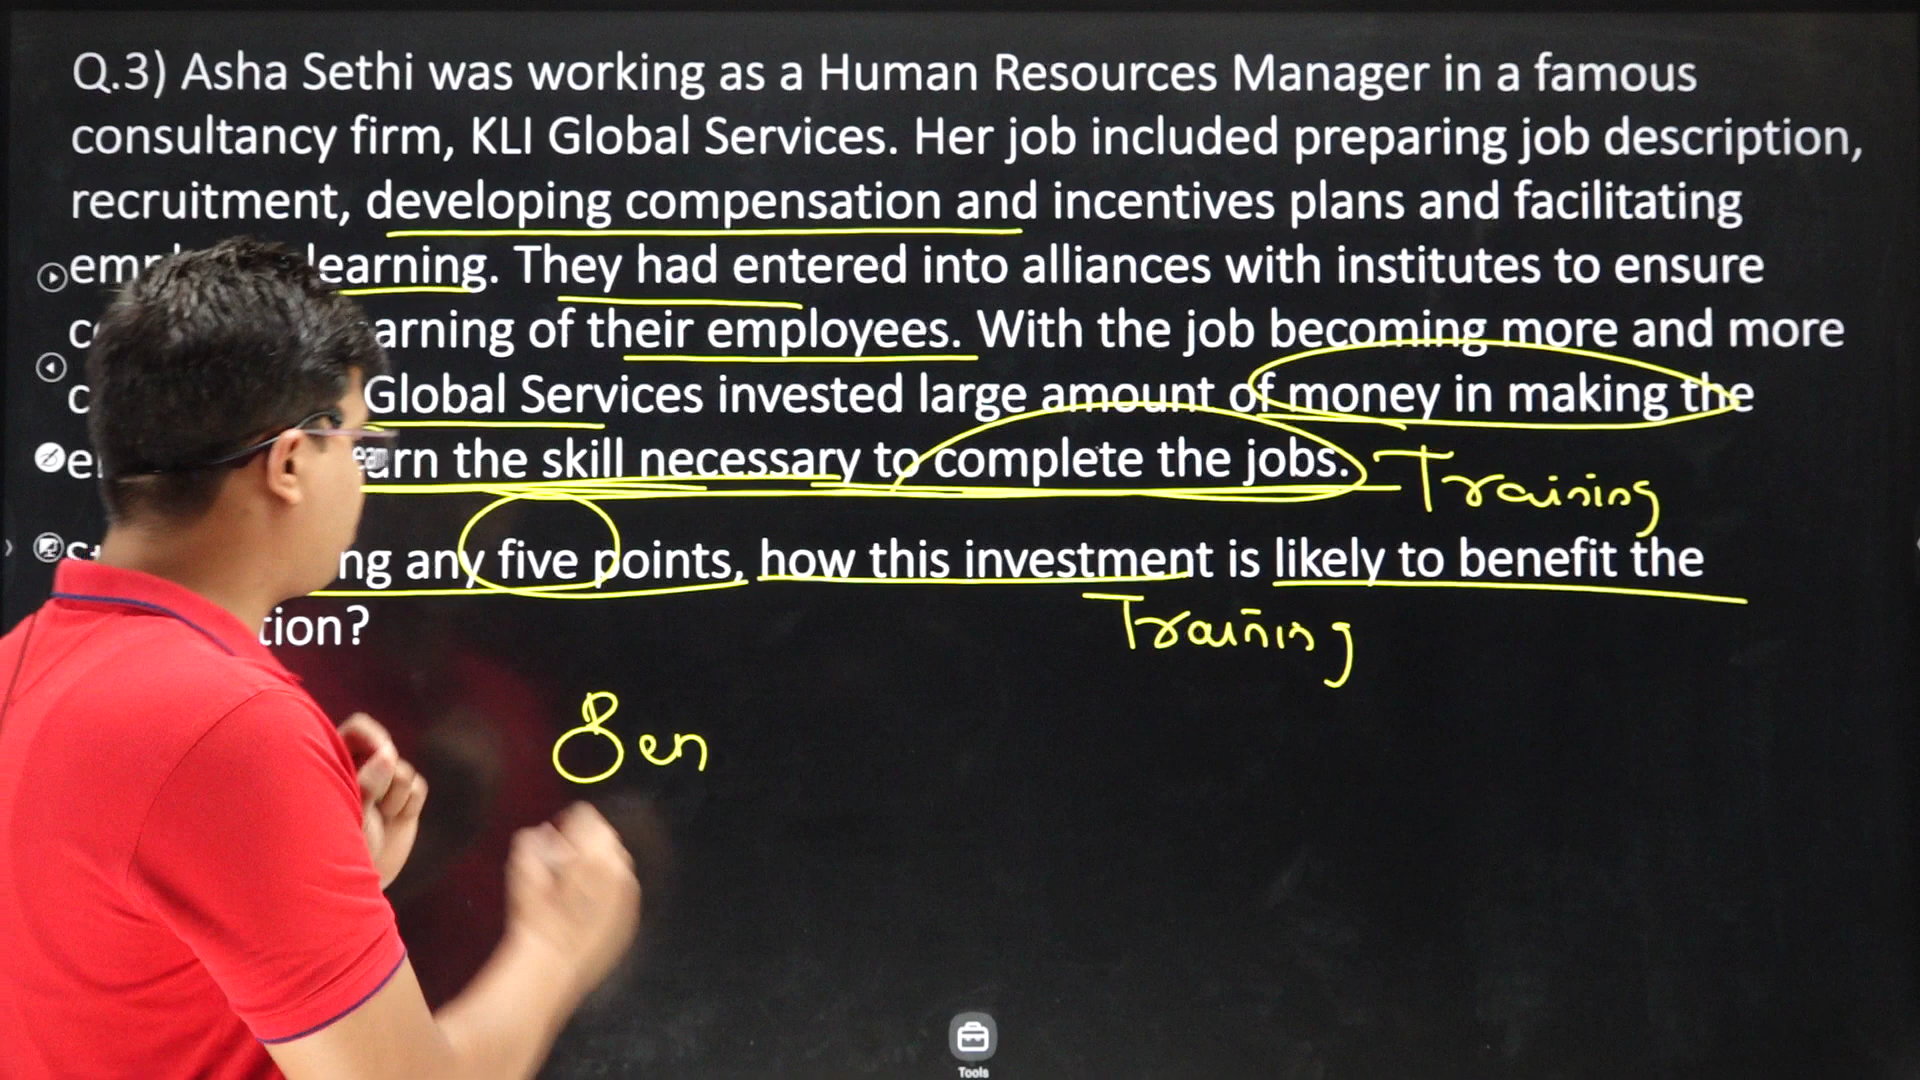 Q.3) Asha Sethi was working as a Human Resources Manager in a famous
consultancy firm, KLI Global Services. Her job included preparing job description,
recruitment, developing compensation and incentives plans and facilitating
learning. They had entered into alliances with institutes to ensure
of their employees. With the job becoming more and more
Global Services invested large amount of money in making the
the skill necessary to complete the jobs.
Training
any five points, how this investment is likely to benefit the
Training
Ben
Tools